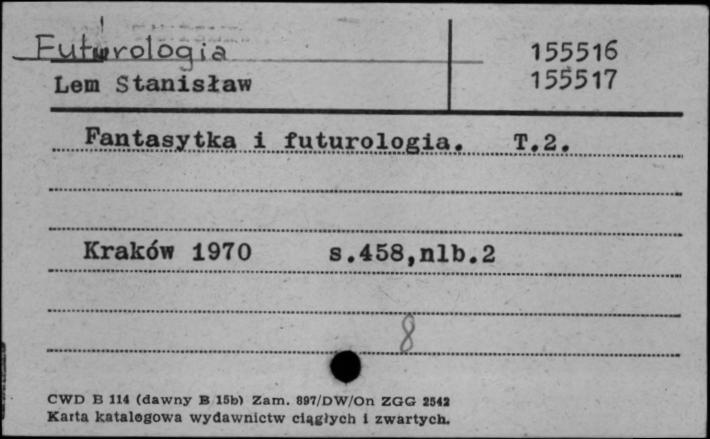 Futurologia 155516
Lem Stanisław 155517
Fantasytka i futurologia. T.2.
Kraków 1970 s.458,nlb.2
8
CWD B 114 (dawny B 15b) Zam. 897/DW/On ZGG 2542
Karta katalogowa wydawnictw ciągłych i zwartych.